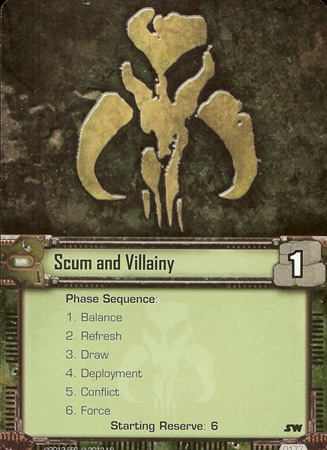 Scum and Villainy
1
Phase Sequence:
1. Balance
2. Refresh
3. Draw
4. Deployment
5. Conflict
6. Force
Starting Reserve: 6
SW